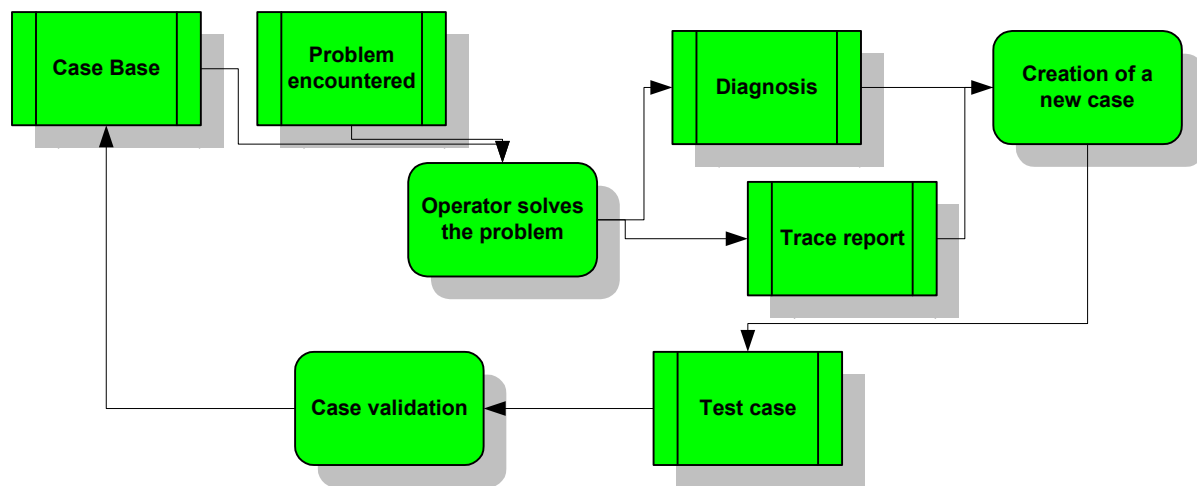 Case Base
Problem
encountered
Diagnosis
Creation of a
new case
Operator solves
the problem
Trace report
Case validation
Test case